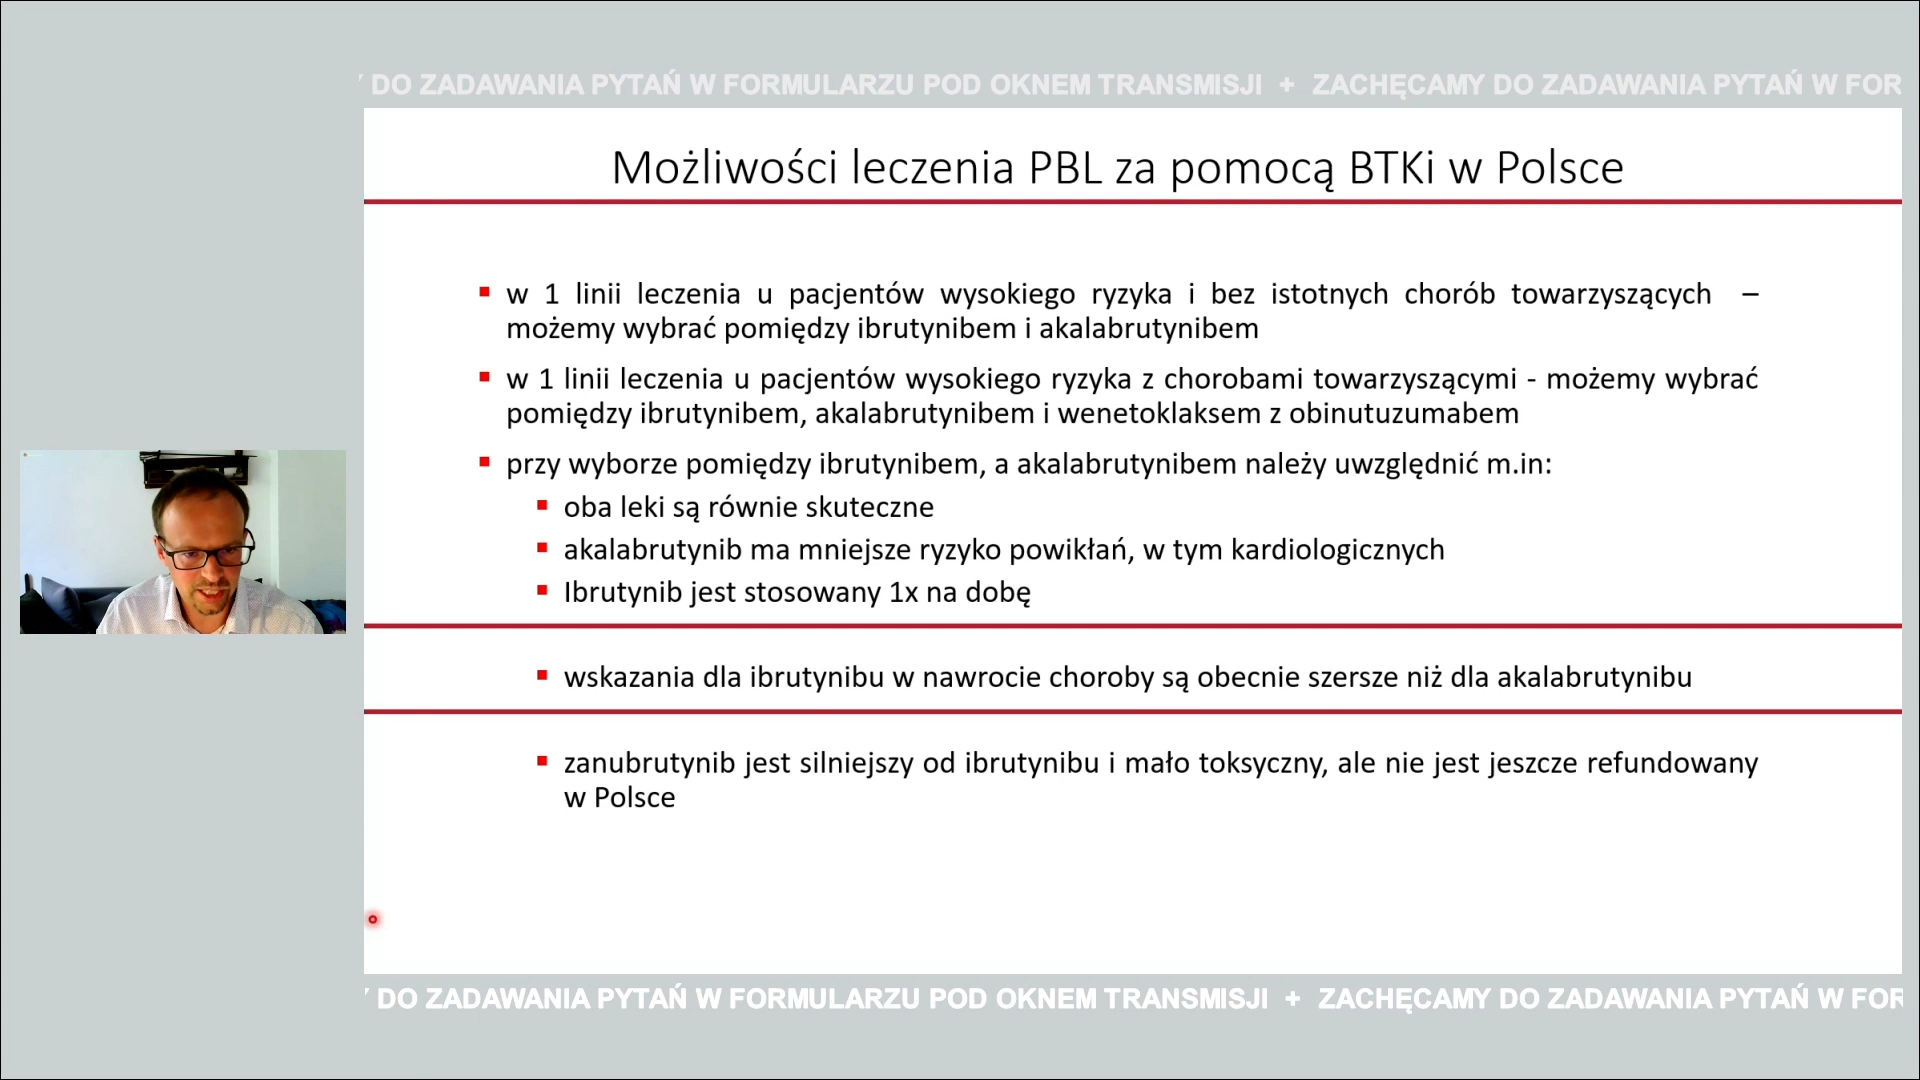 DO ZADAWANIA PYTAŃ W FORMULARZU POD OKNEM TRANSMISJI + ZACHĘCAMY DO ZADAWANIA PYTAŃ W FOR
Możliwości leczenia PBL za pomocą BTKi w Polsce
w 1 linii leczenia u pacjentów wysokiego ryzyka i bez istotnych chorób towarzyszących –
możemy wybrać pomiędzy ibrutynibem i akalabrutynibem
w 1 linii leczenia u pacjentów wysokiego ryzyka z chorobami towarzyszącymi - możemy wybrać
pomiędzy ibrutynibem, akalabrutynibem i wenetoklaksem z obinutuzumabem
przy wyborze pomiędzy ibrutynibem, a akalabrutynibem należy uwzględnić m.in:
oba leki są równie skuteczne
akalabrutynib ma mniejsze ryzyko powikłań, w tym kardiologicznych
Ibrutynib jest stosowany 1x na dobę
wskazania dla ibrutynibu w nawrocie choroby są obecnie szersze niż dla akalabrutynibu
zanubrutynib jest silniejszy od ibrutynibu i mało toksyczny, ale nie jest jeszcze refundowany
w Polsce
DO ZADAWANIA PYTAŃ W FORMULARZU POD OKNEM TRANSMISJI + ZACHĘCAMY DO ZADAWANIA PYTAŃ W FOR